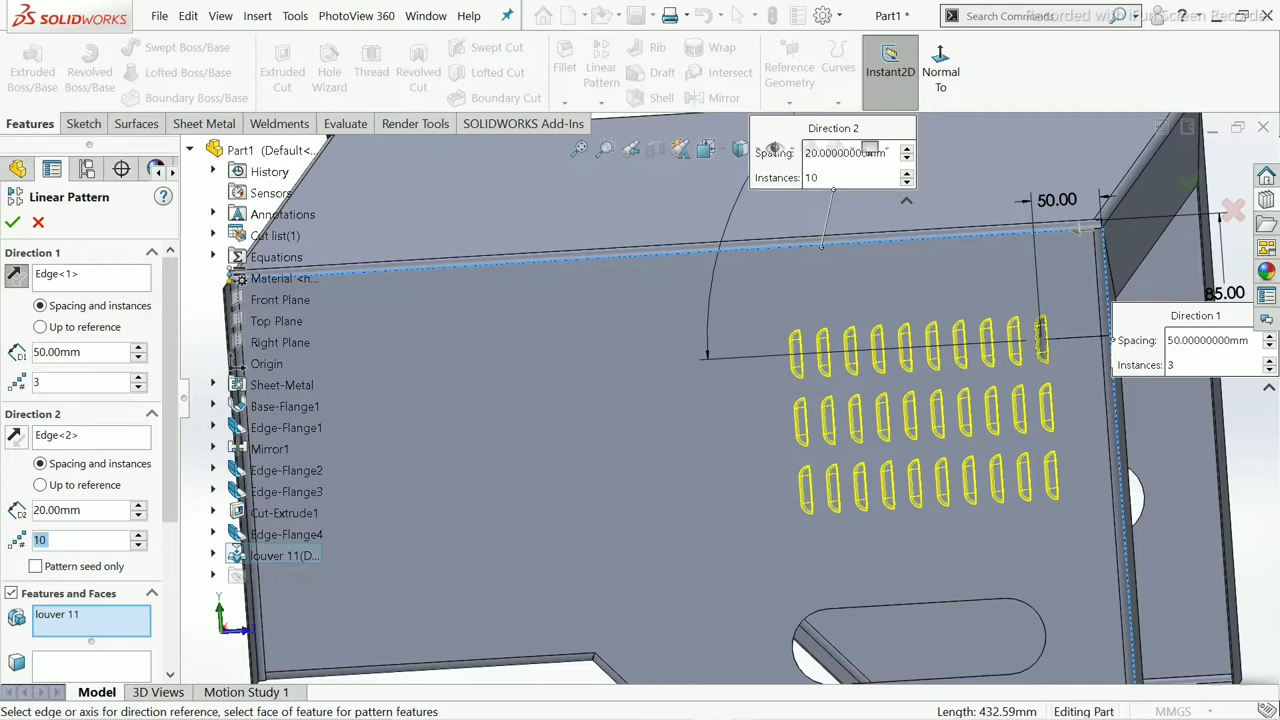 SOLIDWORKS
File Edit View Insert Tools PhotoView 360 Window Help
Part1 *
Search Commands
?
Extruded Boss/Base
Revolved Boss/Base
Swept Boss/Base
Lofted Boss/Base
Boundary Boss/Base
Extruded Cut
Hole Wizard
Thread
Revolved Cut
Swept Cut
Lofted Cut
Boundary Cut
Fillet
Linear Pattern
Rib
Draft
Shell
Wrap
Intersect
Mirror
Reference Geometry
Curves
Instant2D
Normal To
Features Sketch Surfaces Sheet Metal Weldments Evaluate Render Tools SOLIDWORKS Add-Ins
Linear Pattern
?
Direction 1
Edge<1>
Spacing and instances
Up to reference
50.00mm
3
Direction 2
Edge<2>
Spacing and instances
Up to reference
20.00mm
10
Pattern seed only
Features and Faces
louver 11
Part1 (Default<...
History
Sensors
Annotations
Cut list(1)
Equations
Material <n...
Front Plane
Top Plane
Right Plane
Origin
Sheet-Metal
Base-Flange1
Edge-Flange1
Mirror1
Edge-Flange2
Edge-Flange3
Cut-Extrude1
Edge-Flange4
louver 11(D...
Direction 2
Spacing: 20.00000000mm
Instances: 10
50.00
85.00
Direction 1
Spacing: 50.00000000mm
Instances: 3
Y
Model 3D Views Motion Study 1
Select edge or axis for direction reference, select face of feature for pattern features
Length: 432.59mm
Editing Part
MMGS